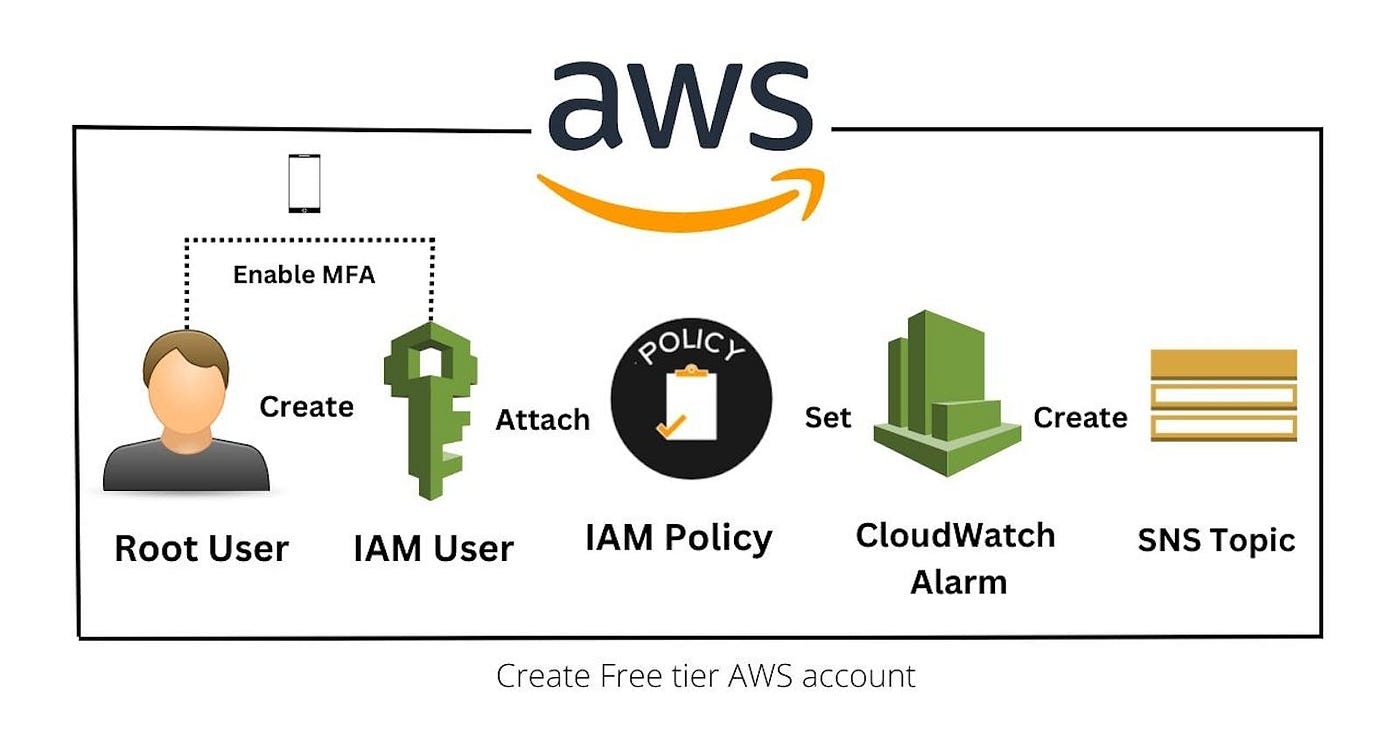 aws
Enable MFA
Create
Attach
POLICY
Set
Create
Root User
IAM User
IAM Policy
CloudWatch
Alarm
SNS Topic
Create Free tier AWS account